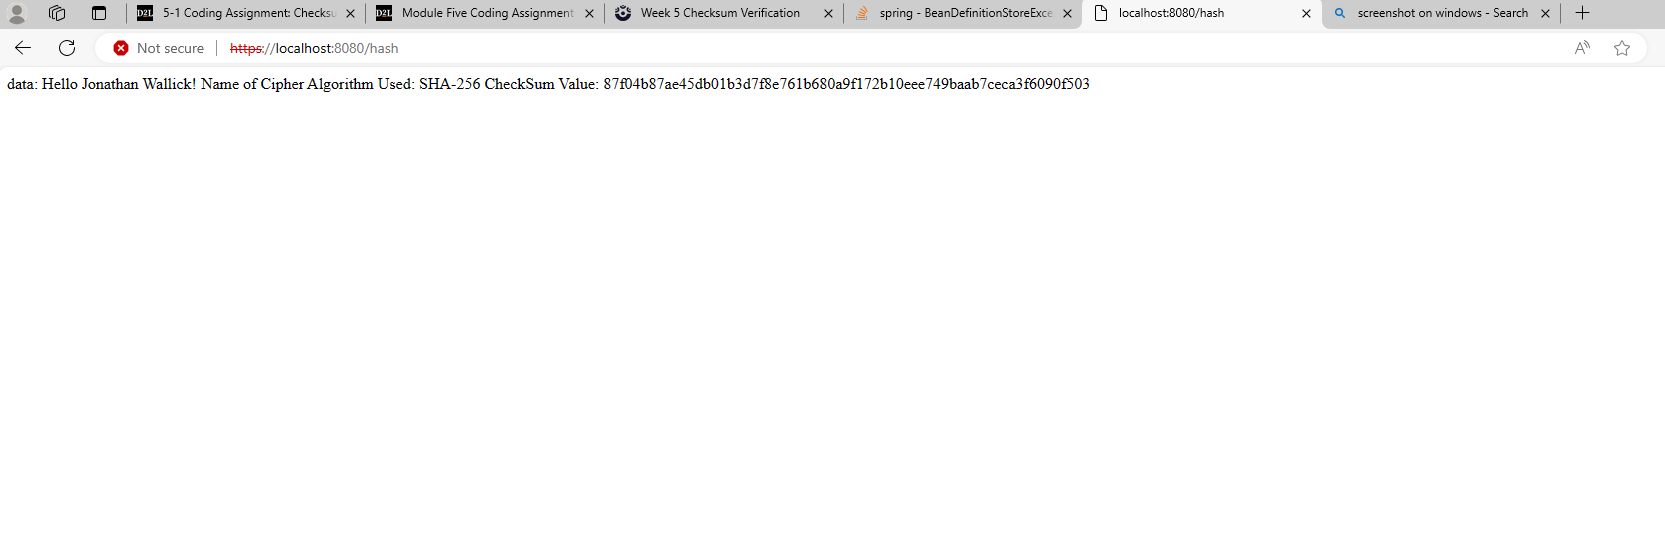 5-1 Coding Assignment: Checksu
Module Five Coding Assignment
Week 5 Checksum Verification
spring - BeanDefinitionStoreExce
localhost:8080/hash
screenshot on windows - Search
Not secure
https://localhost:8080/hash
data: Hello Jonathan Wallick! Name of Cipher Algorithm Used: SHA-256 CheckSum Value: 87f04b87ae45db01b3d7f8e761b680a9f172b10eee749baab7ceca3f6090f503